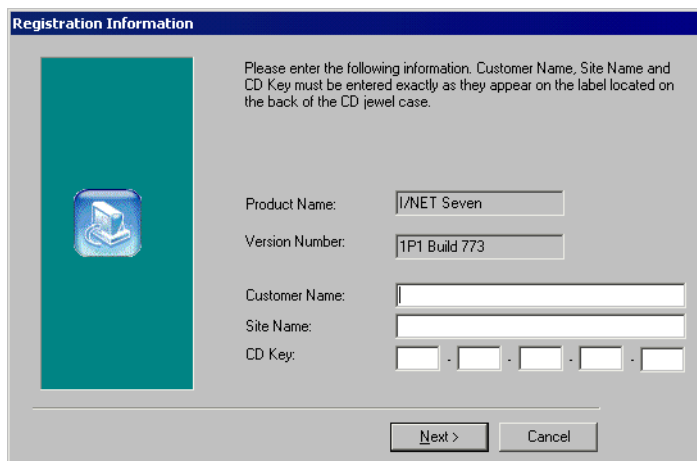 Registration Information
Please enter the following information. Customer Name, Site Name and
CD Key must be entered exactly as they appear on the label located on
the back of the CD jewel case.
Product Name: I/NET Seven
Version Number: 1P1 Build 773
Customer Name:
Site Name:
CD Key: - - - -
Next > Cancel